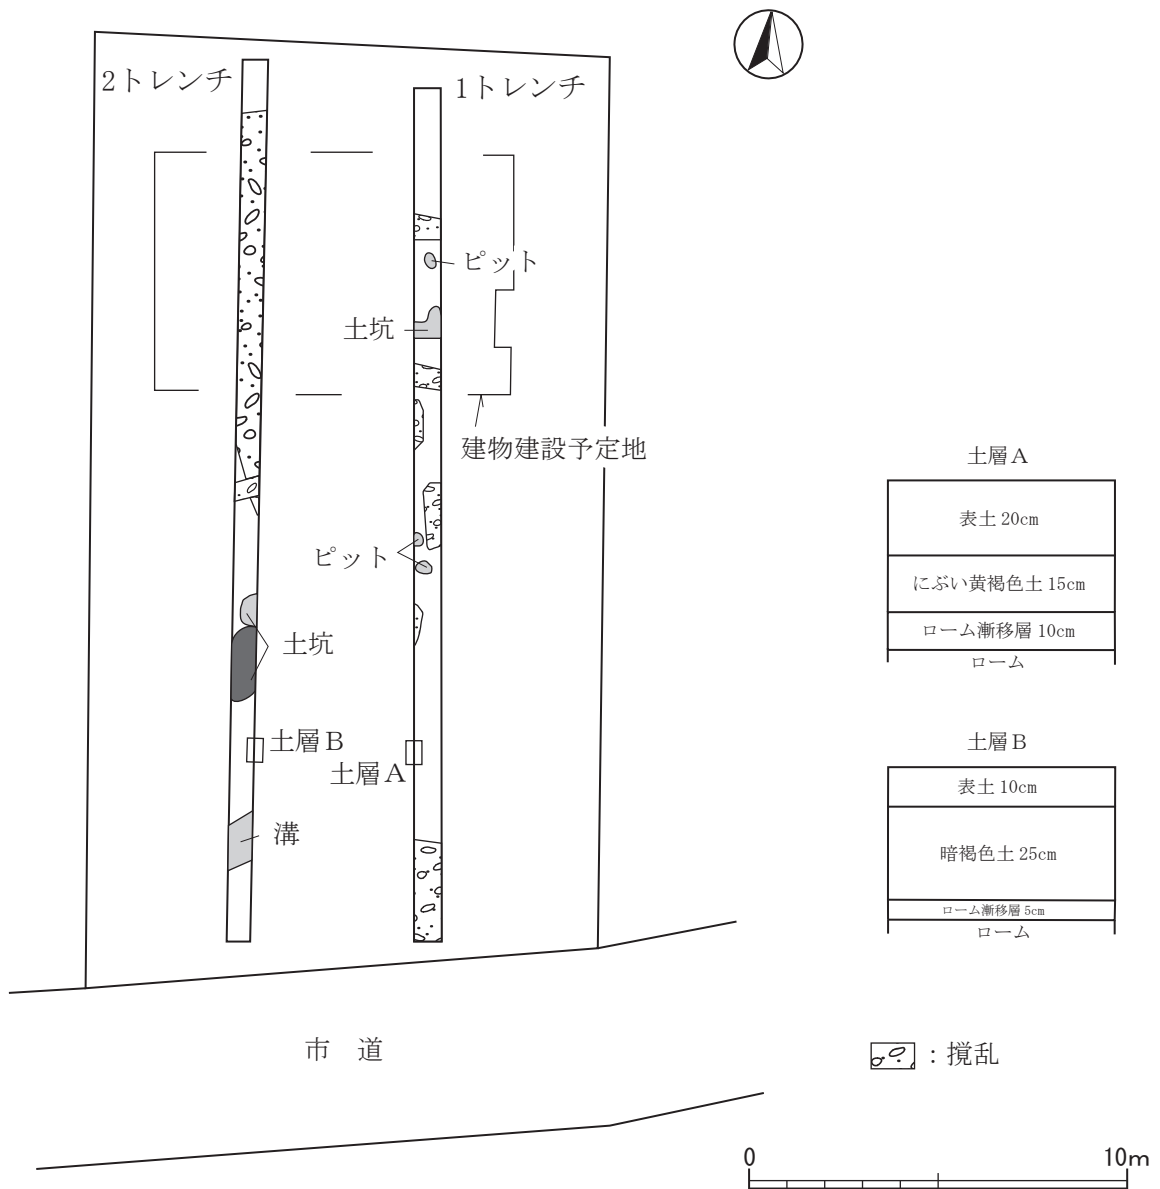 2トレンチ
1トレンチ
ピット
土坑
建物建設予定地
ピット
土坑
土層B
土層A
溝
市 道
土層A
表土 20cm
にぶい黄褐色土 15cm
ローム漸移層 10cm
ローム
土層B
表土 10cm
暗褐色土 25cm
ローム漸移層 5cm
ローム
：撹乱
0
10m